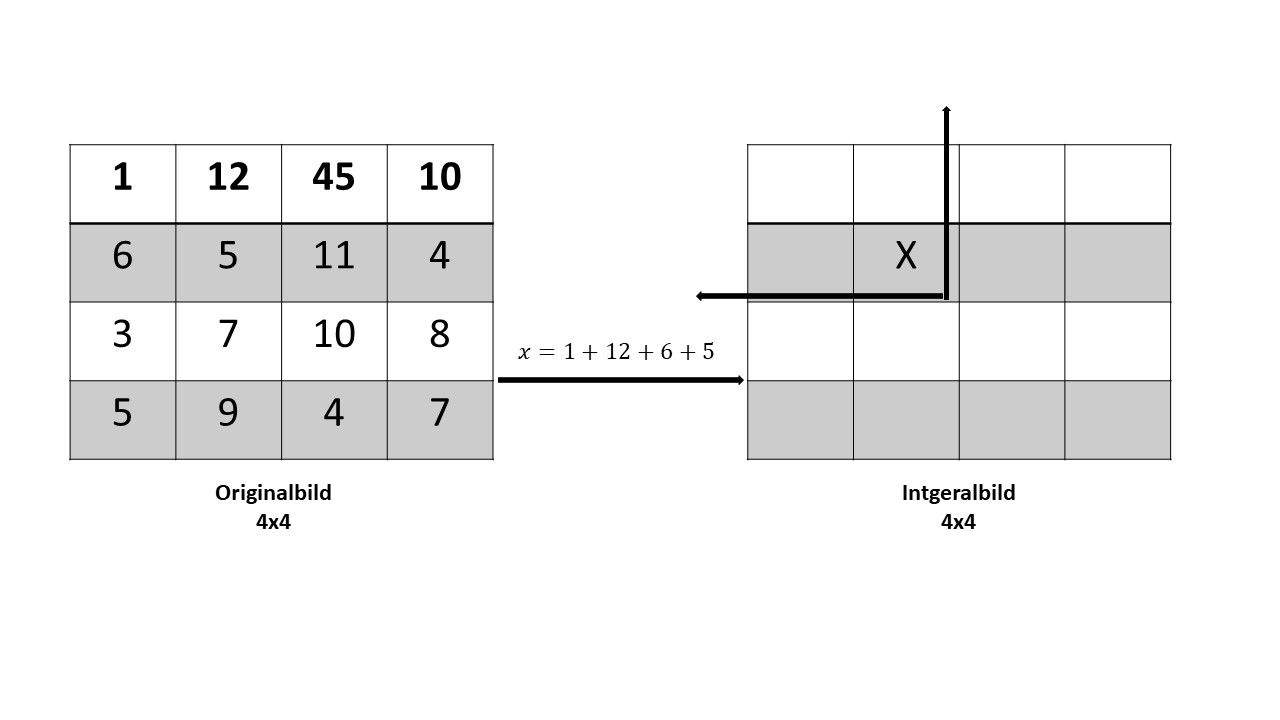 1 12 45 10
6 5 11 4
X
3 7 10 8
x = 1 + 12 + 6 + 5
5 9 4 7
Originalbild
4x4
Intgeralbild
4x4